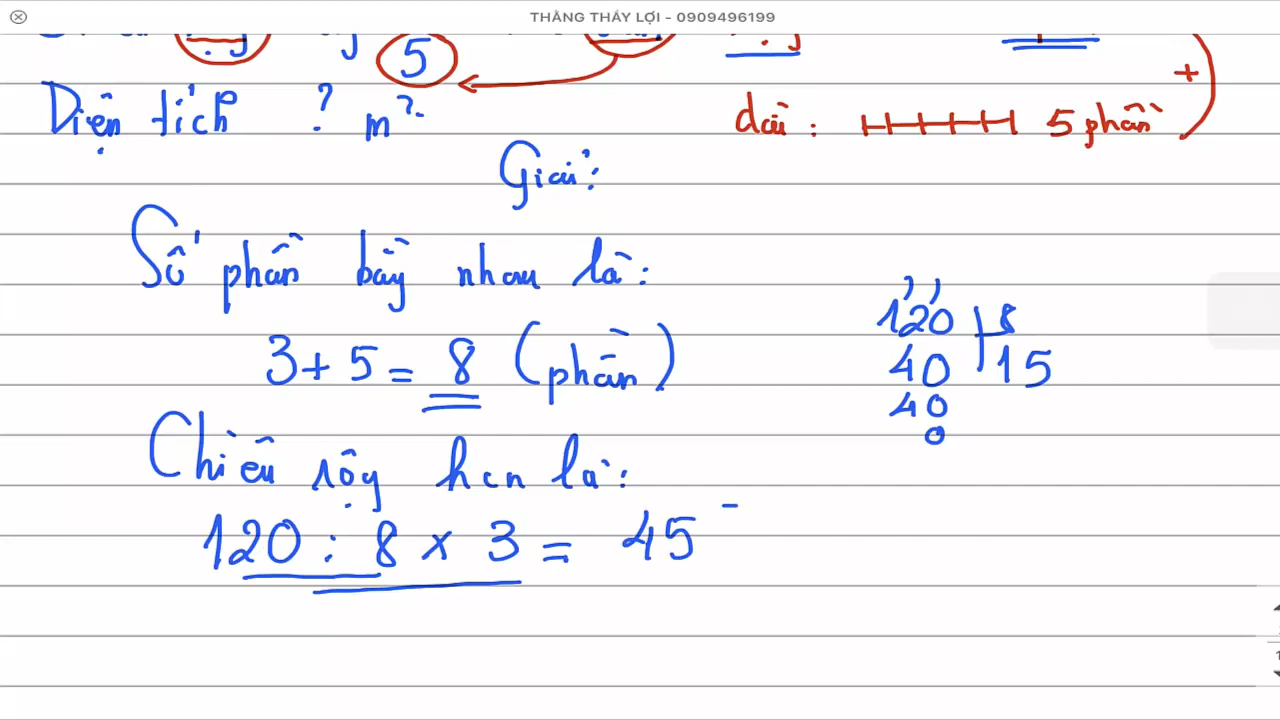 THẮNG THẦY LỢI - 0909496199
5
Diện tích ? m²
dài : 5 phần
+
Giải:
Số phần bằng nhau là:
3 + 5 = 8 (phần)
120 8
40 15
40
0
Chiều rộng hcn là:
120 : 8 x 3 = 45